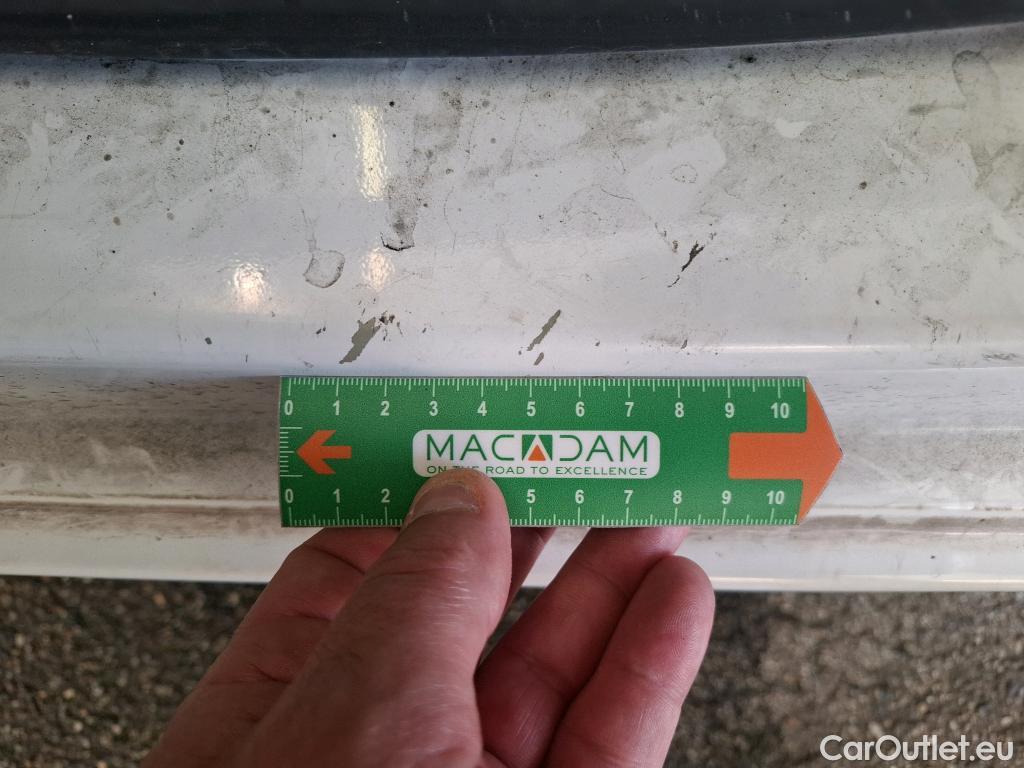 0 1 2 3 4 5 6 7 8 9 10
MACADAM
ON THE ROAD TO EXCELLENCE
0 1 2 5 6 7 8 9 10
CarOutlet.eu